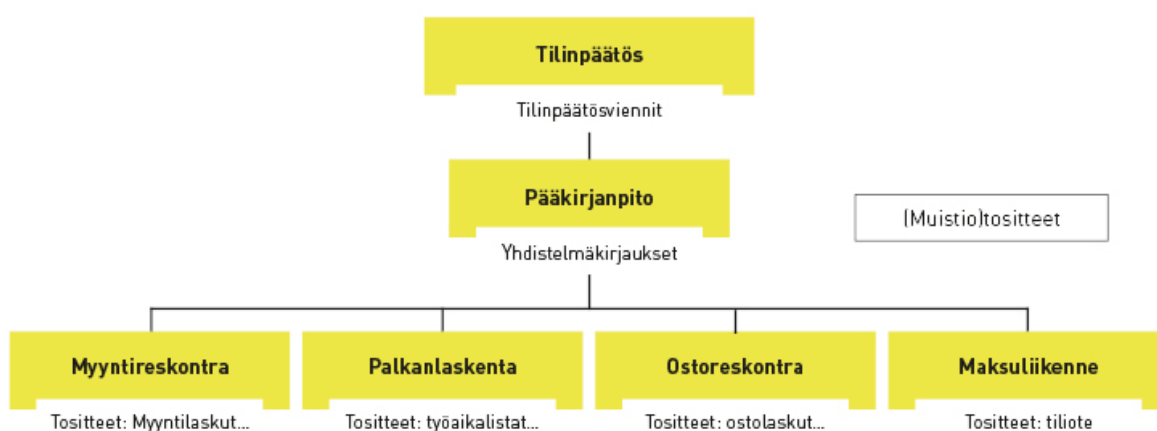 Tilinpäätös
Tilinpäätösviennit
Pääkirjanpito
(Muistio)tositteet
Yhdistelmäkirjaukset
Myyntireskontra
Palkanlaskenta
Ostoreskontra
Maksuliikenne
Tositteet: Myyntilaskut...
Tositteet: työaikalistat...
Tositteet: ostolaskut...
Tositteet: tiliote